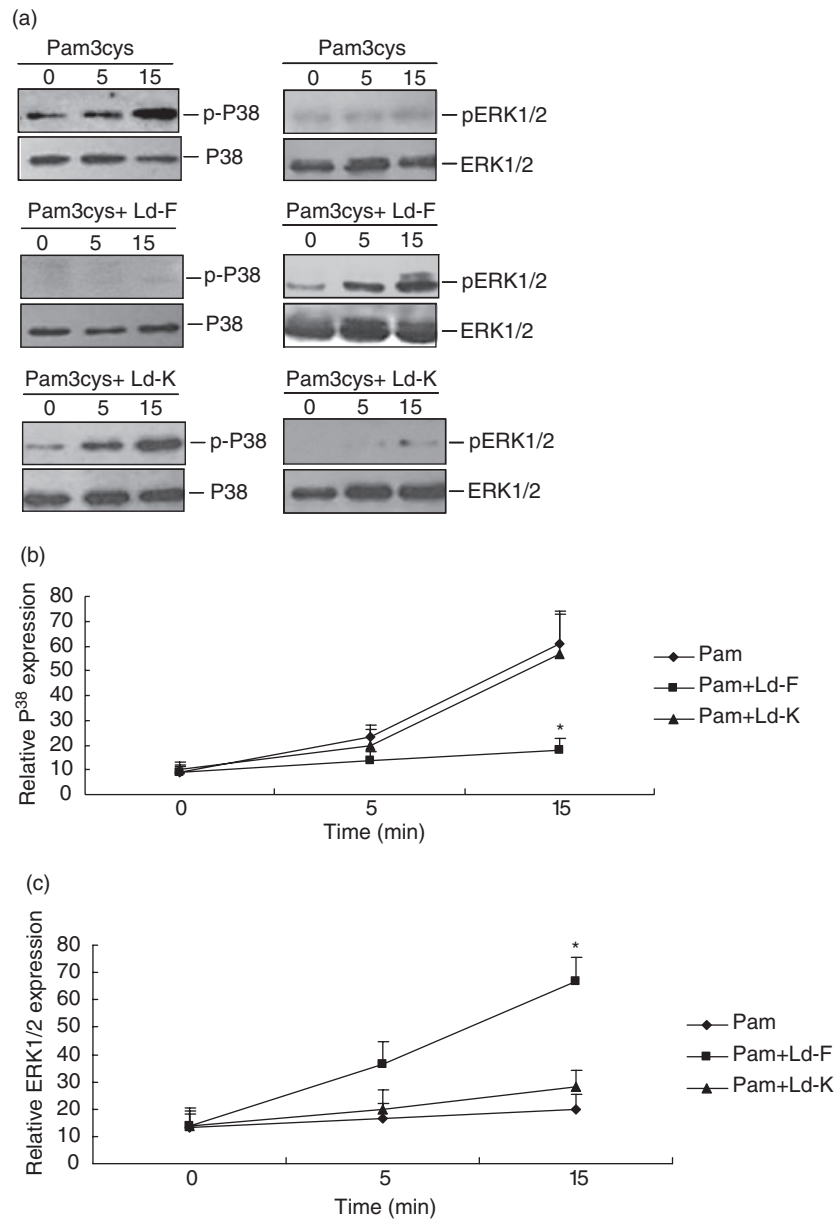 (a)
Pam3cys
0 5 15
p-P38
P38
Pam3cys
0 5 15
pERK1/2
ERK1/2
Pam3cys+ Ld-F
0 5 15
p-P38
P38
Pam3cys+ Ld-F
0 5 15
pERK1/2
ERK1/2
Pam3cys+ Ld-K
0 5 15
p-P38
P38
Pam3cys+ Ld-K
0 5 15
pERK1/2
ERK1/2
(b)
Relative P³⁸ expression
80
70
60
50
40
30
20
10
0
*
0 5 15
Time (min)
Pam
Pam+Ld-F
Pam+Ld-K
(c)
Relative ERK1/2 expression
80
70
60
50
40
30
20
10
0
*
0 5 15
Time (min)
Pam
Pam+Ld-F
Pam+Ld-K